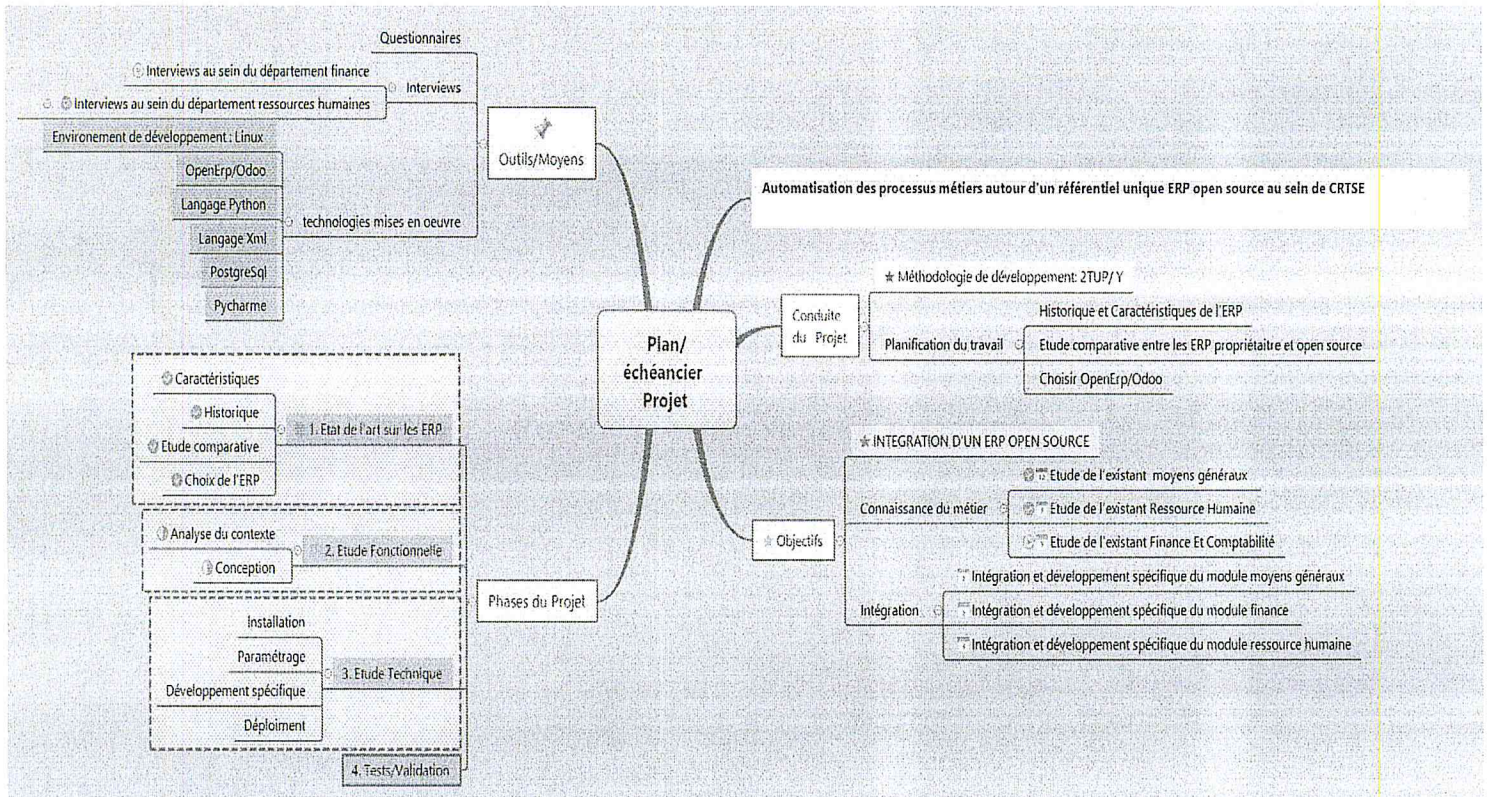 Plan/
échéancier
Projet
Outils/Moyens
Questionnaires
Interviews
Interviews au sein du département finance
Interviews au sein du département ressources humaines
technologies mises en oeuvre
Environement de développement : Linux
OpenErp/Odoo
Langage Python
Langage Xml
PostgreSql
Pycharme
Automatisation des processus métiers autour d'un référentiel unique ERP open source au sein de CRTSE
Conduite
du Projet
Méthodologie de développement: 2TUP/ Y
Planification du travail
Historique et Caractéristiques de l'ERP
Etude comparative entre les ERP propriétaitre et open source
Choisir OpenErp/Odoo
Objectifs
INTEGRATION D'UN ERP OPEN SOURCE
Connaissance du métier
Etude de l'existant moyens généraux
Etude de l'existant Ressource Humaine
Etude de l'existant Finance Et Comptabilité
Intégration
Intégration et développement spécifique du module moyens généraux
Intégration et développement spécifique du module finance
Intégration et développement spécifique du module ressource humaine
Phases du Projet
1. Etat de l'art sur les ERP
Caractéristiques
Historique
Etude comparative
Choix de l'ERP
2. Etude Fonctionnelle
Analyse du contexte
Conception
3. Etude Technique
Installation
Paramétrage
Développement spécifique
Déploiment
4. Tests/Validation